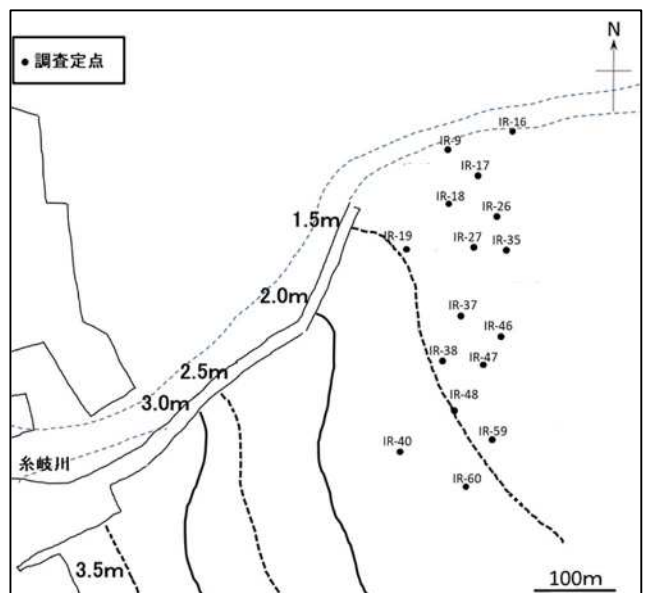 N
● 調査定点
IR-16
IR-9
IR-17
IR-18
IR-26
1.5m
IR-19
IR-27
IR-35
2.0m
IR-37
IR-46
IR-38
IR-47
2.5m
3.0m
IR-48
IR-59
IR-40
糸岐川
IR-60
3.5m
100m